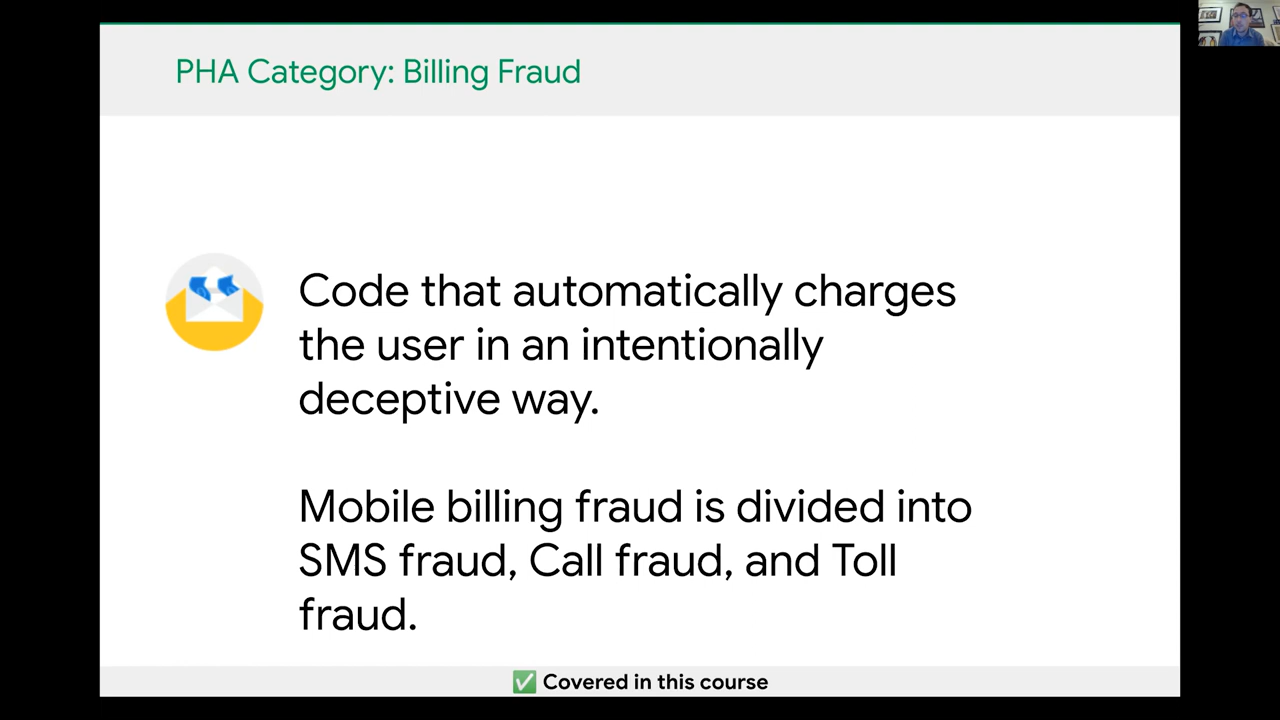 PHA Category: Billing Fraud
Code that automatically charges
the user in an intentionally
deceptive way.
Mobile billing fraud is divided into
SMS fraud, Call fraud, and Toll
fraud.
✅ Covered in this course